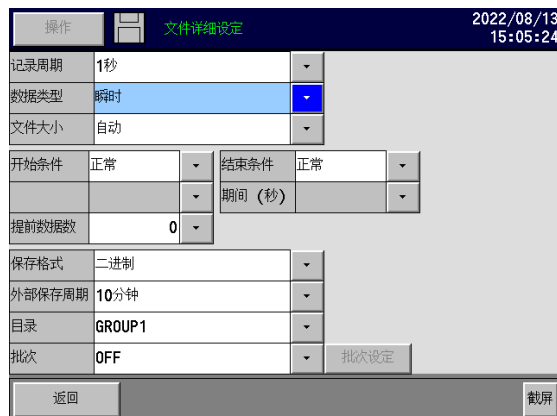 操作
文件详细设定
2022/08/13
15:05:24
记录周期 1秒
数据类型 瞬时
文件大小 自动
开始条件 正常 结束条件 正常
期间 (秒)
提前数据数 0
保存格式 二进制
外部保存周期 10分钟
目录 GROUP1
批次 OFF 批次设定
返回 截屏